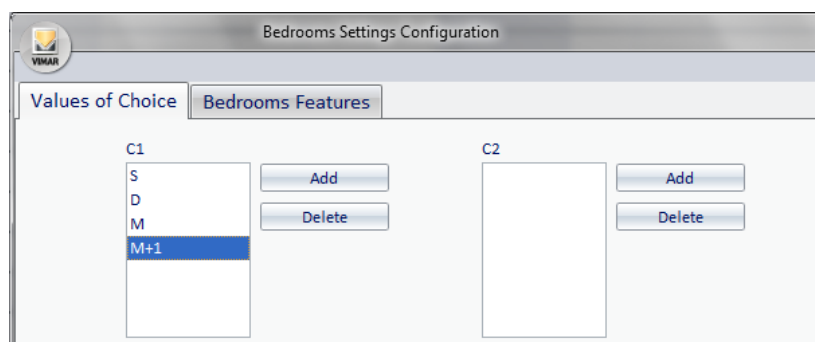 Bedrooms Settings Configuration
VIMAR
Values of Choice Bedrooms Features
C1 C2
S Add Add
D
M Delete Delete
M+1